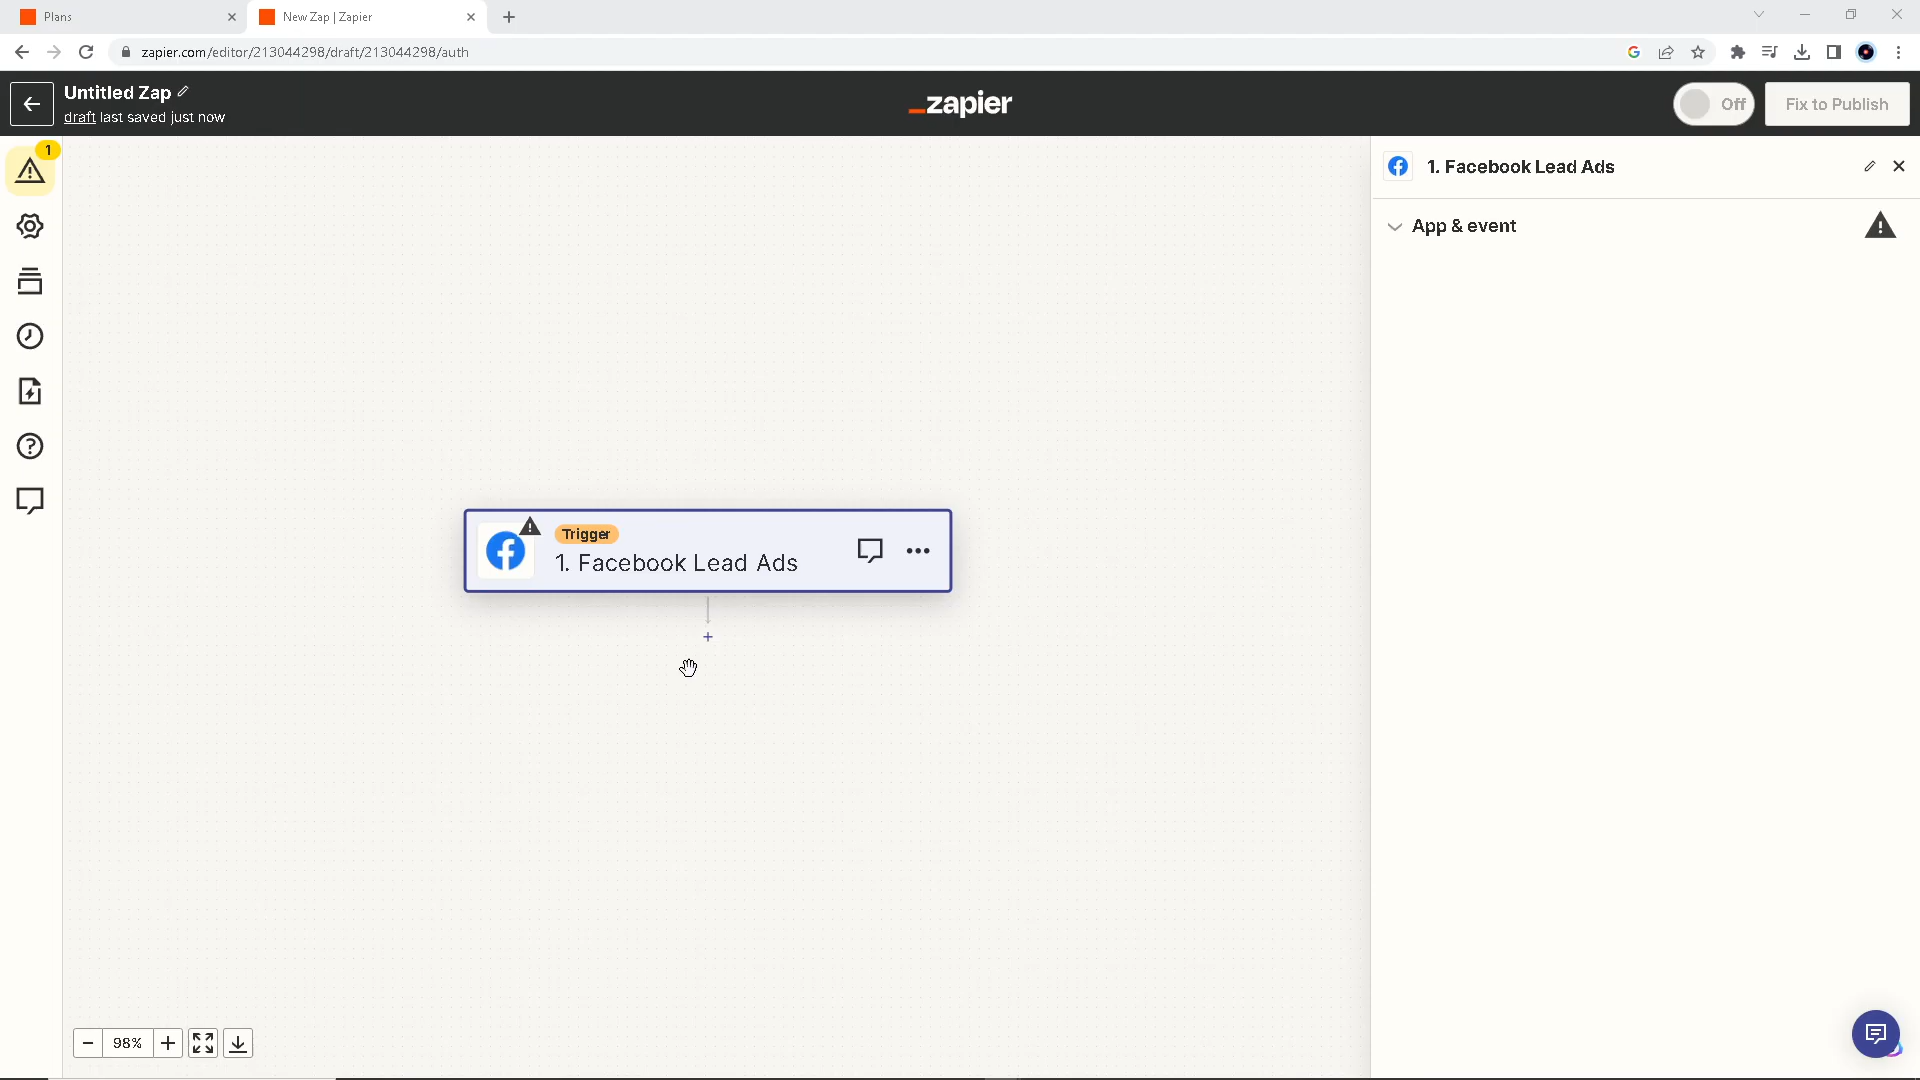 Plans
New Zap | Zapier
zapier.com/editor/213044298/draft/213044298/auth
Untitled Zap
draft last saved just now
_zapier
Off
Fix to Publish
1
1. Facebook Lead Ads
App & event
Trigger
1. Facebook Lead Ads
98%